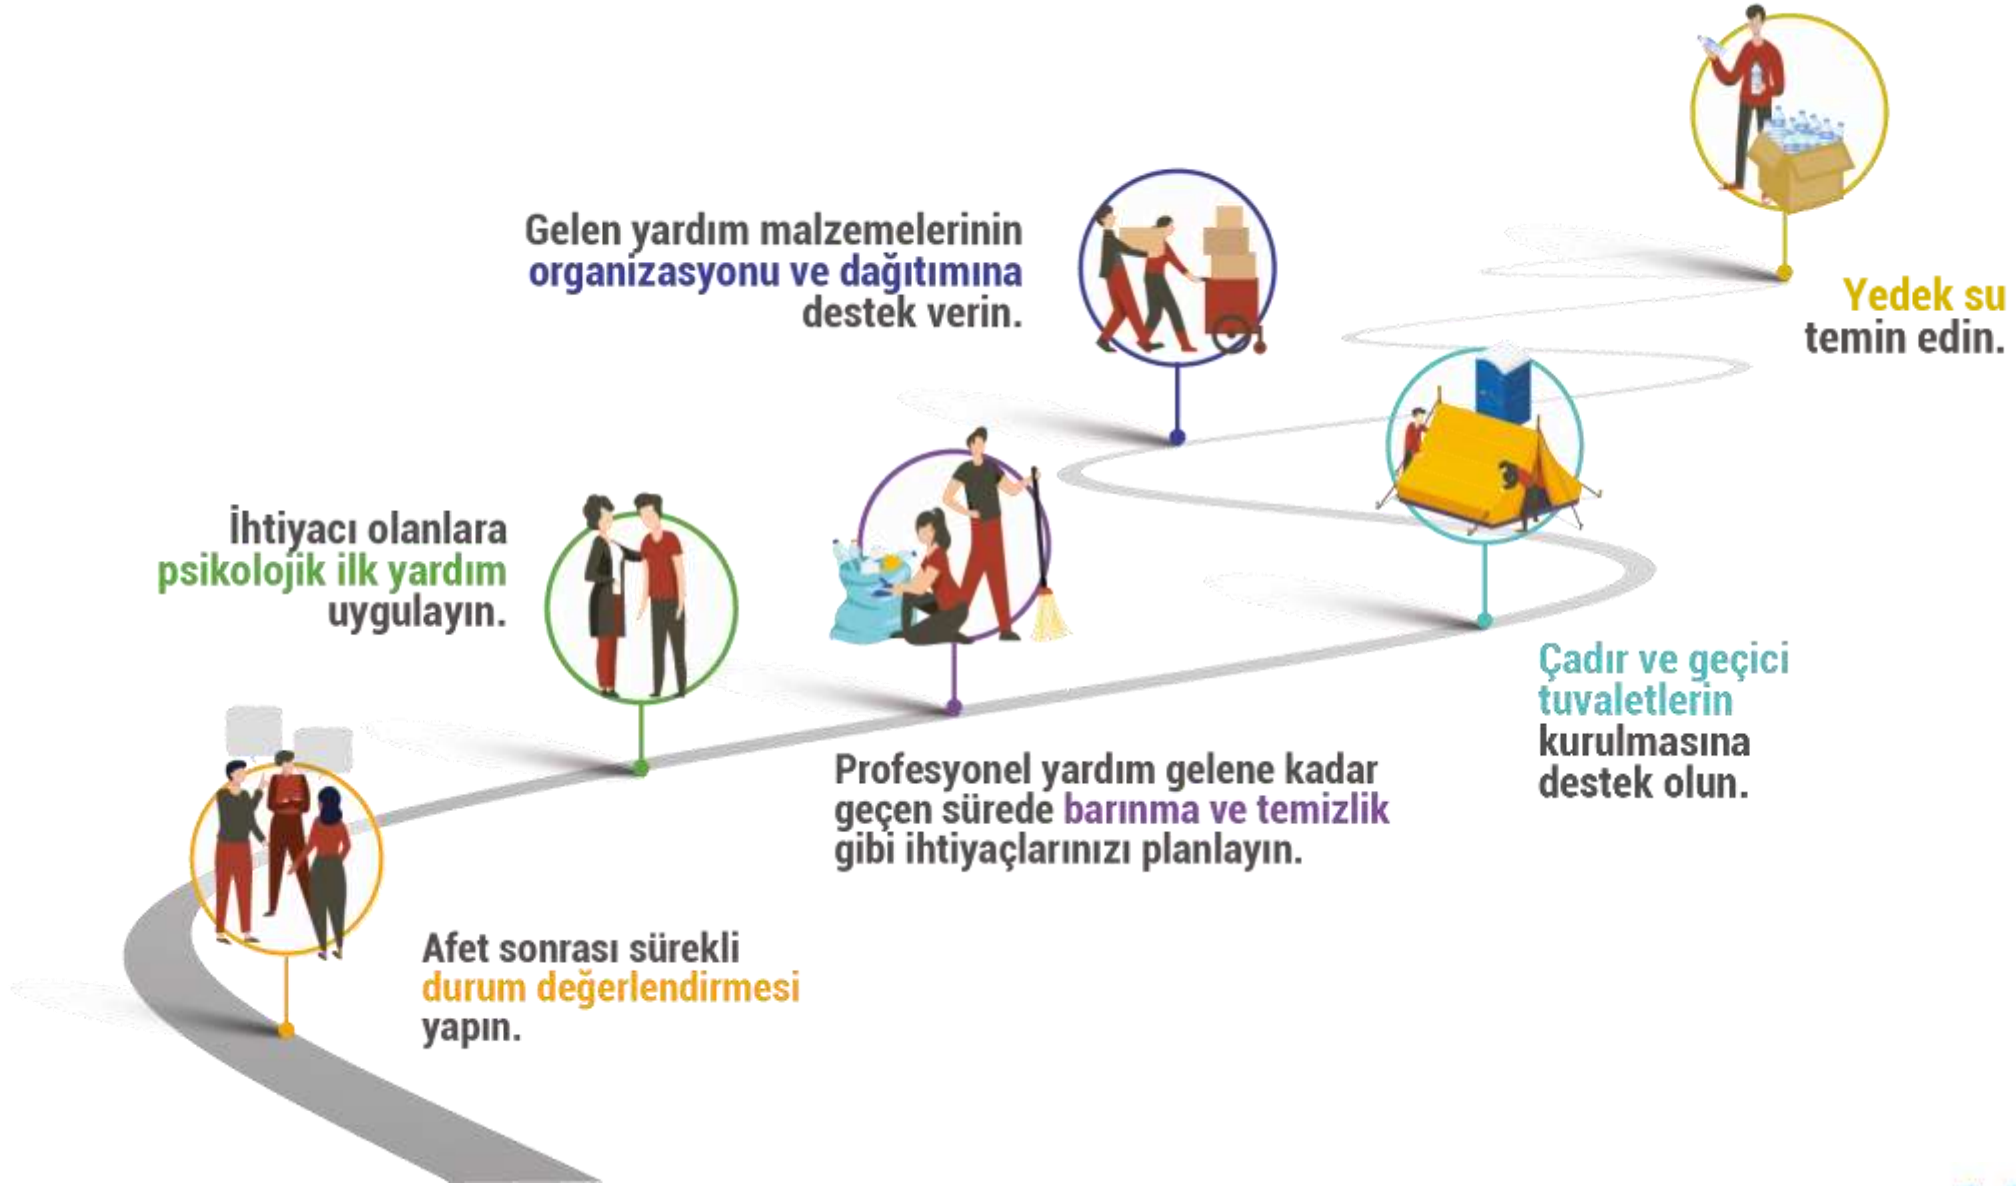 Gelen yardım malzemelerinin
organizasyonu ve dağıtımına
destek verin.
Yedek su
temin edin.
İhtiyacı olanlara
psikolojik ilk yardım
uygulayın.
Çadır ve geçici
tuvaletlerin
kurulmasına
destek olun.
Profesyonel yardım gelene kadar
geçen sürede barınma ve temizlik
gibi ihtiyaçlarınızı planlayın.
Afet sonrası sürekli
durum değerlendirmesi
yapın.